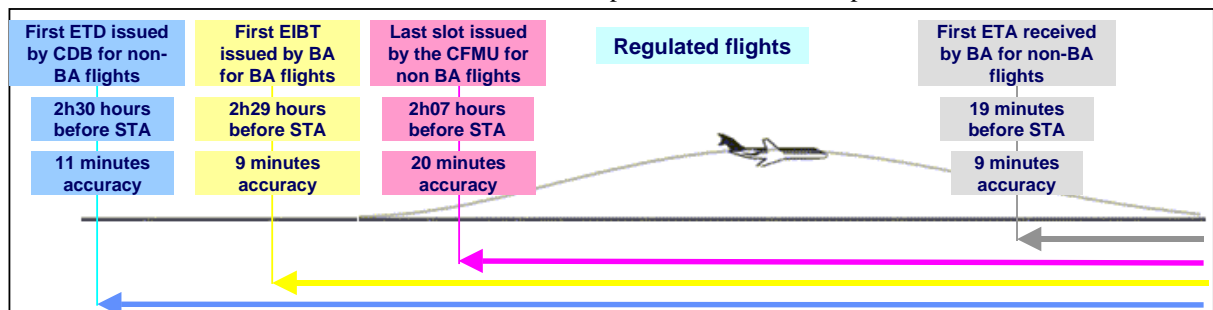 First ETD issued
by CDB for non-
BA flights
2h30 hours
before STA
11 minutes
accuracy
First EIBT
issued by BA
for BA flights
2h29 hours
before STA
9 minutes
accuracy
Last slot issued
by the CFMU for
non BA flights
2h07 hours
before STA
20 minutes
accuracy
Regulated flights
First ETA received
by BA for non-BA
flights
19 minutes
before STA
9 minutes
accuracy